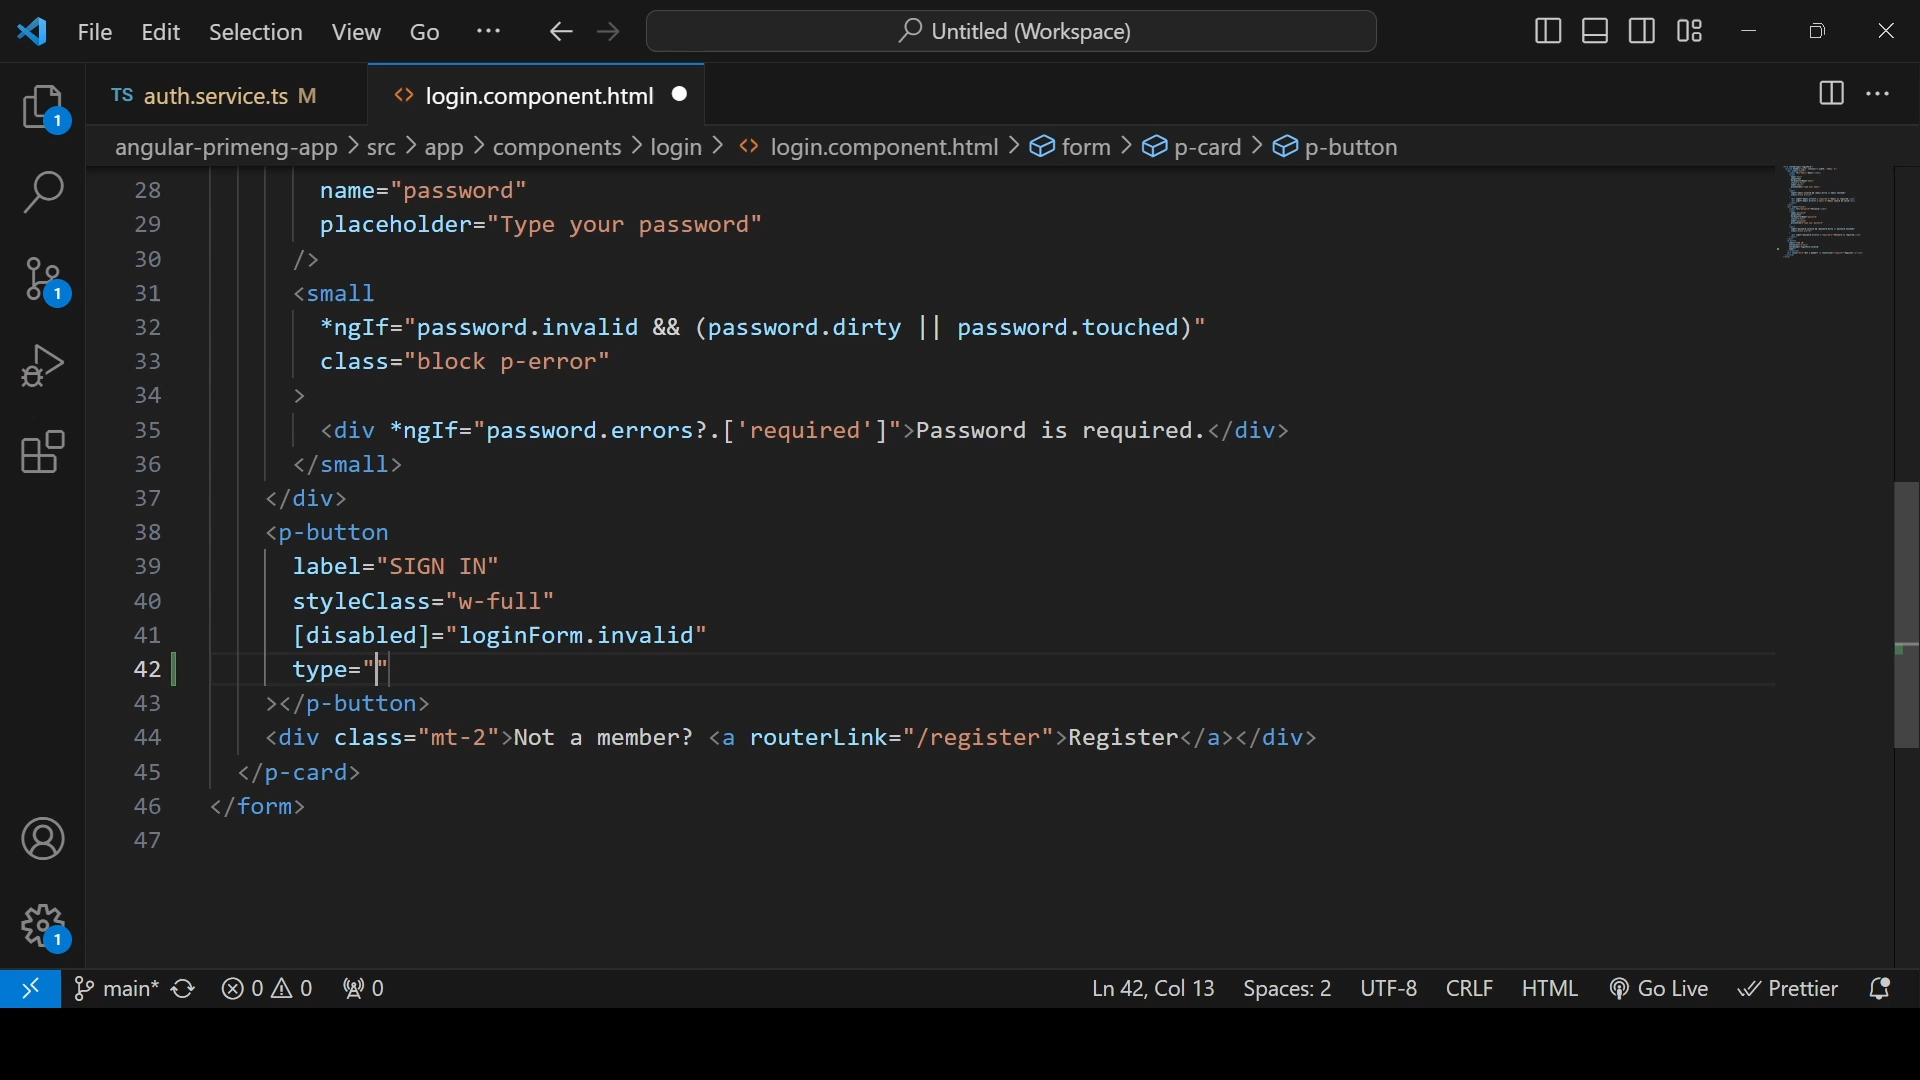 File Edit Selection View Go ··· Untitled (Workspace)
TS auth.service.ts M <> login.component.html
angular-primeng-app > src > app > components > login > <> login.component.html > form > p-card > p-button
28 name="password"
29 placeholder="Type your password"
30 />
31 <small
32 *ngIf="password.invalid && (password.dirty || password.touched)"
33 class="block p-error"
34 >
35 <div *ngIf="password.errors?.['required']">Password is required.</div>
36 </small>
37 </div>
38 <p-button
39 label="SIGN IN"
40 styleClass="w-full"
41 [disabled]="loginForm.invalid"
42 type=""
43 ></p-button>
44 <div class="mt-2">Not a member? <a routerLink="/register">Register</a></div>
45 </p-card>
46 </form>
47
1
1
1
main* 0 0 0 Ln 42, Col 13 Spaces: 2 UTF-8 CRLF HTML Go Live Prettier